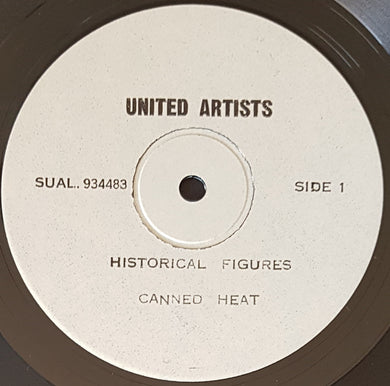 UNITED ARTISTS
SUAL.. 934483
SIDE 1
HISTORICAL FIGURES
CANNED HEAT